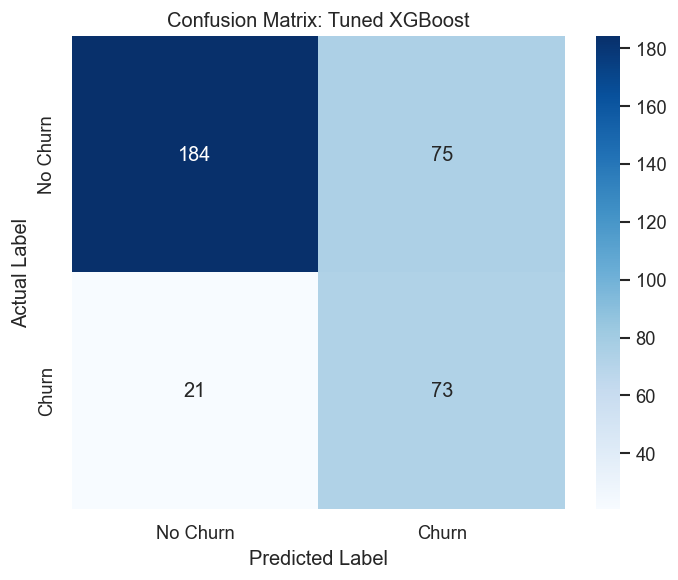 Confusion Matrix: Tuned XGBoost
Actual Label
No Churn
Churn
184
75
21
73
No Churn
Churn
Predicted Label
180
160
140
120
100
80
60
40